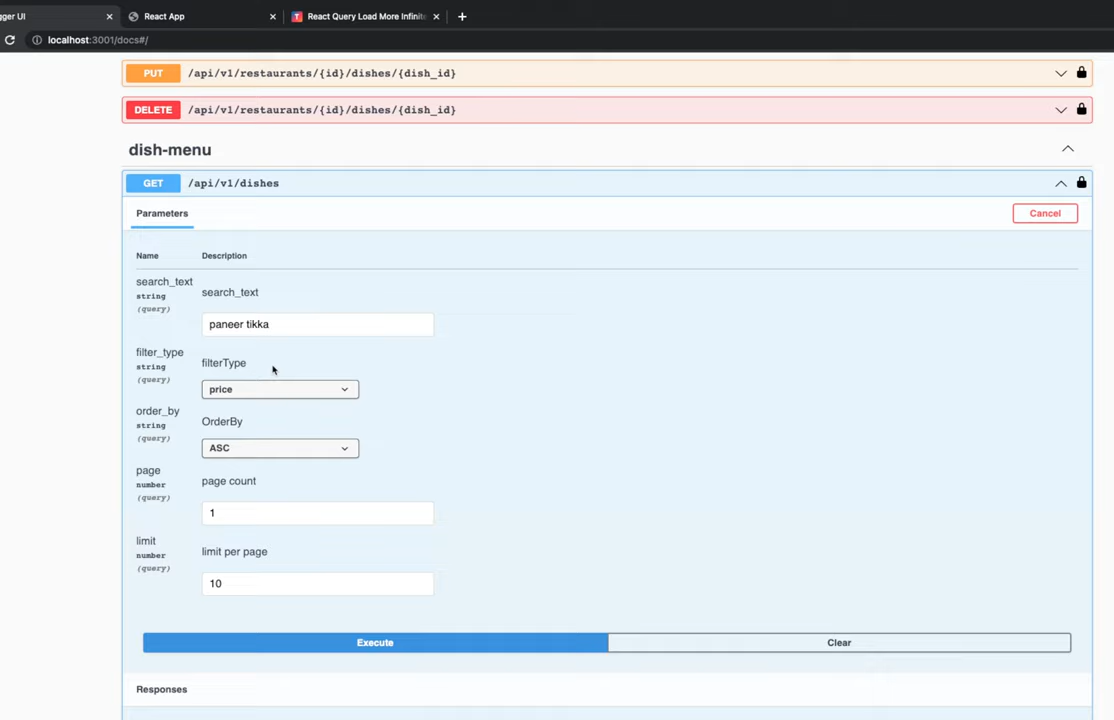 gger UI
React App
React Query Load More Infinite
localhost:3001/docs#/
PUT /api/v1/restaurants/{id}/dishes/{dish_id}
DELETE /api/v1/restaurants/{id}/dishes/{dish_id}
dish-menu
GET /api/v1/dishes
Parameters
Cancel
Name Description
search_text
string
(query)
search_text
paneer tikka
filter_type
string
(query)
filterType
price
order_by
string
(query)
OrderBy
ASC
page
number
(query)
page count
1
limit
number
(query)
limit per page
10
Execute
Clear
Responses